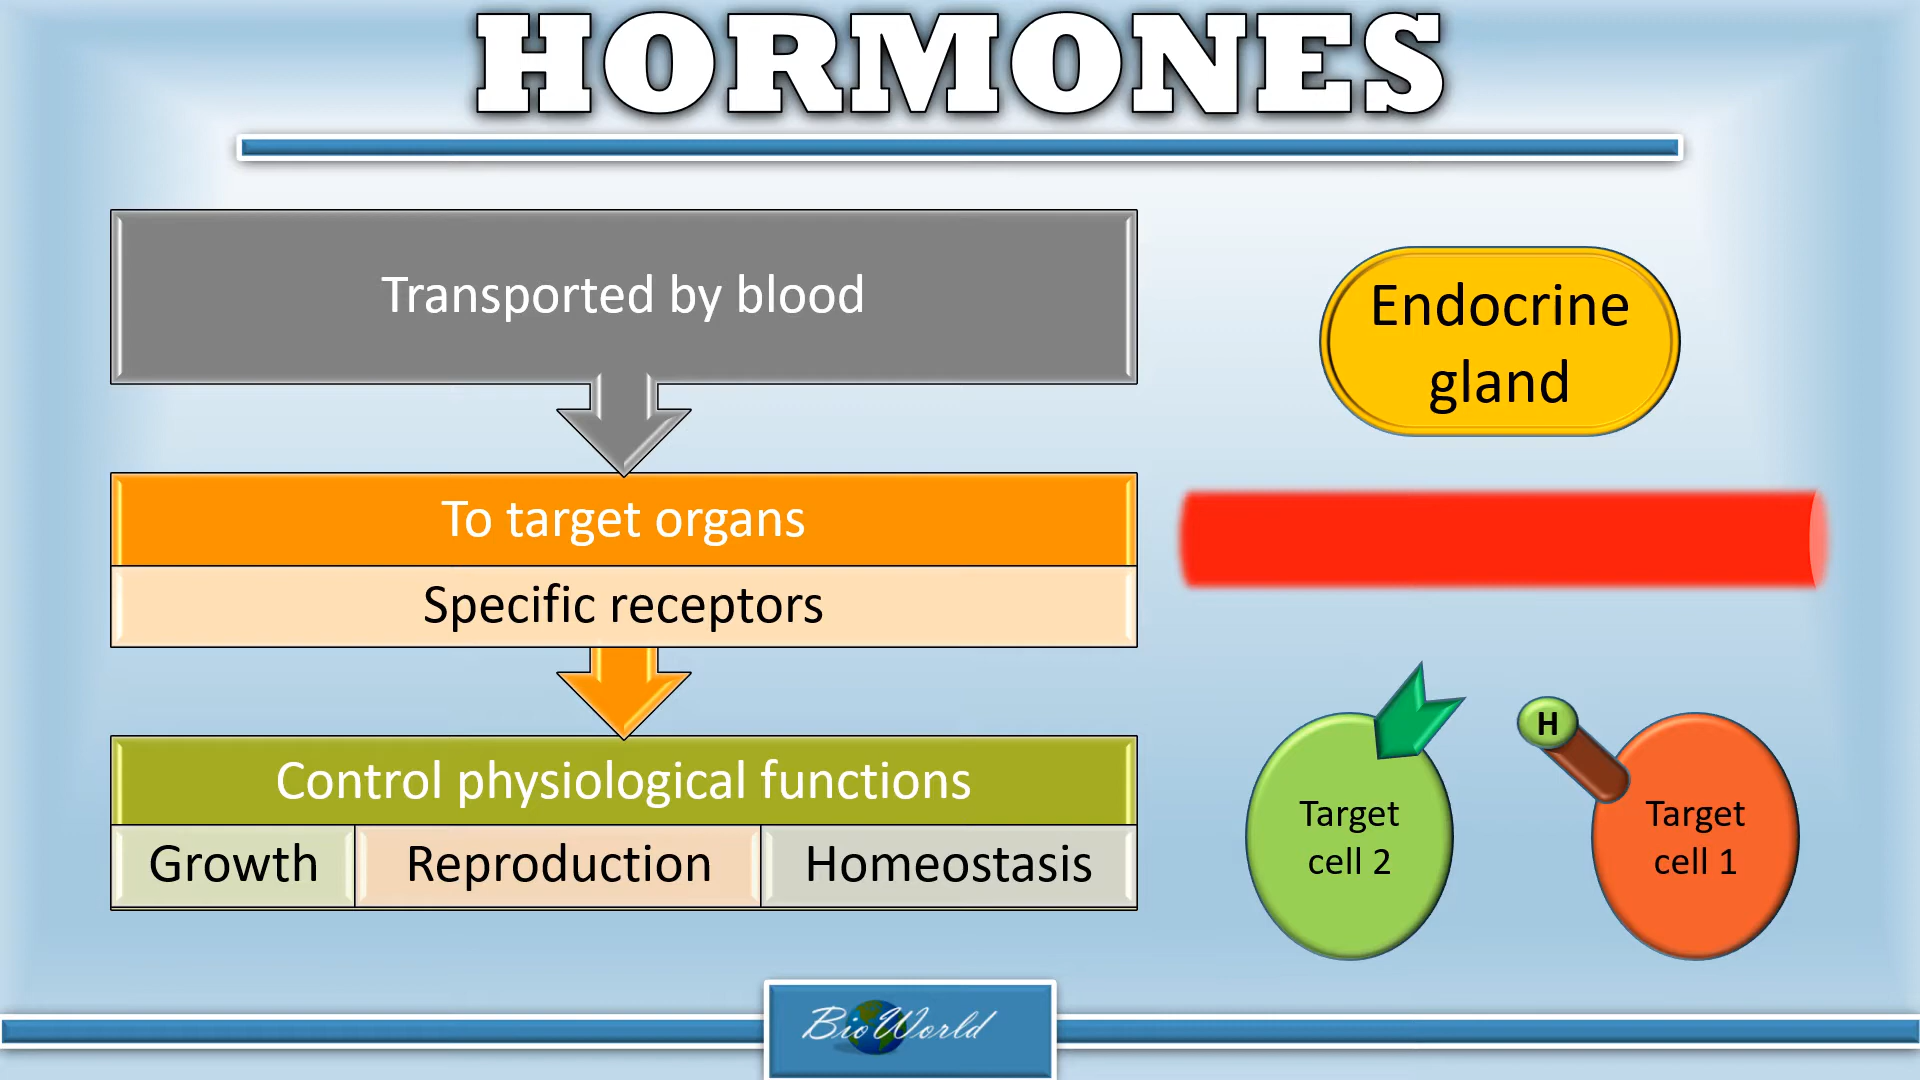 HORMONES
Transported by blood
To target organs
Specific receptors
Control physiological functions
Growth
Reproduction
Homeostasis
Endocrine
gland
H
Target
cell 2
Target
cell 1
BioWorld